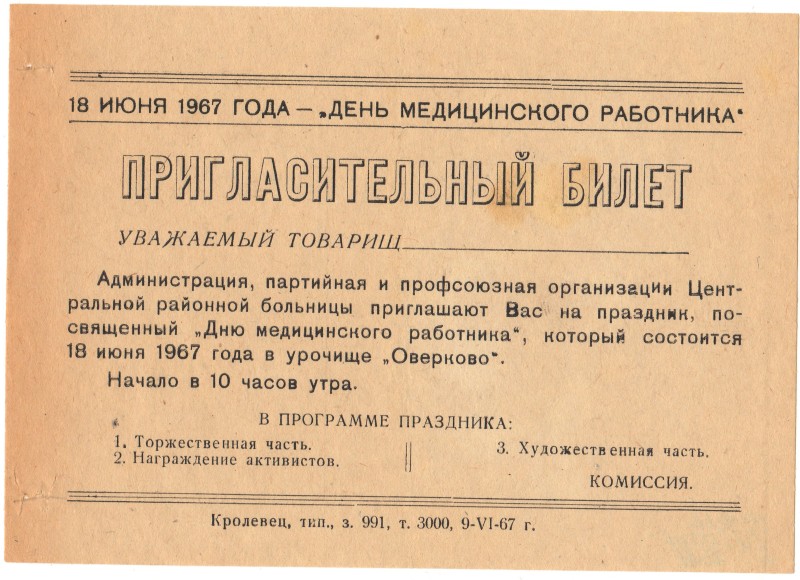 18 ИЮНЯ 1967 ГОДА — „ДЕНЬ МЕДИЦИНСКОГО РАБОТНИКА“
ПРИГЛАСИТЕЛЬНЫЙ БИЛЕТ
УВАЖАЕМЫЙ ТОВАРИЩ
Администрация, партийная и профсоюзная организации Цент-
ральной районной больницы приглашают Вас на праздник, по-
священный „Дню медицинского работника“, который состоится
18 июня 1967 года в урочище „Оверково“.
Начало в 10 часов утра.
В ПРОГРАММЕ ПРАЗДНИКА:
1. Торжественная часть.
2. Награждение активистов.
3. Художественная часть.
КОМИССИЯ.
Кролевец, тип., з. 991, т. 3000, 9-VI-67 г.